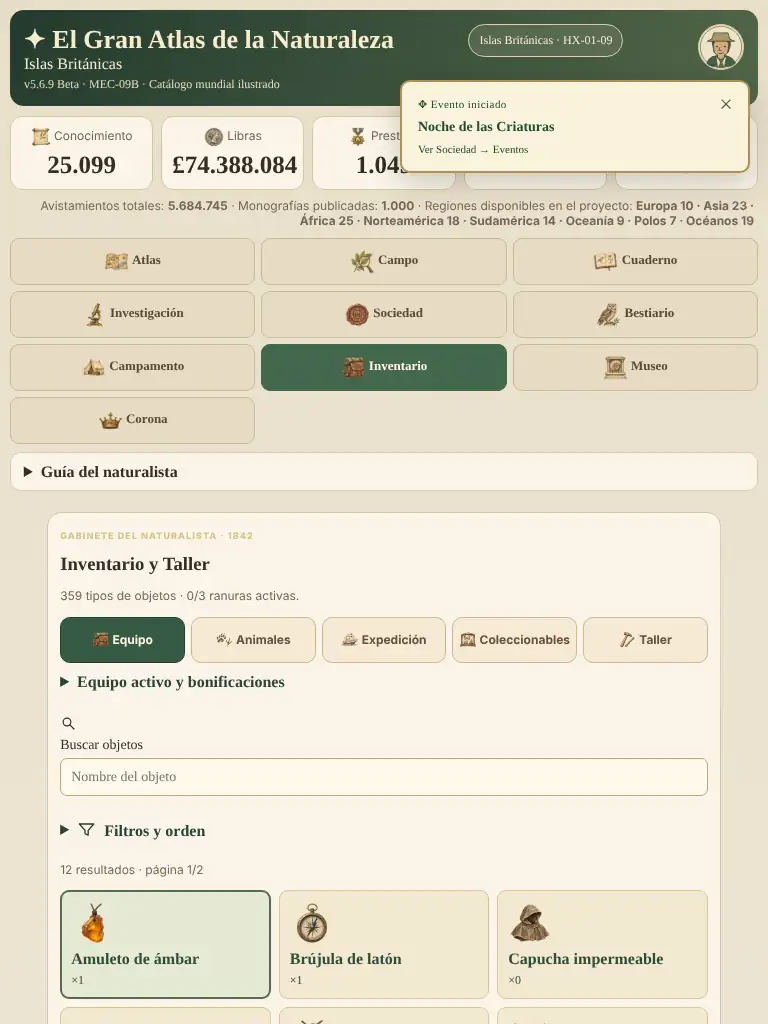 ✦ El Gran Atlas de la Naturaleza
Islas Británicas
v5.6.9 Beta · MEC-09B · Catálogo mundial ilustrado
Islas Británicas · HX-01-09
✥ Evento iniciado
Noche de las Criaturas
Ver Sociedad → Eventos
Conocimiento
25.099
Libras
£74.388.084
Avistamientos totales: 5.684.745 · Monografías publicadas: 1.000 · Regiones disponibles en el proyecto: Europa 10 · Asia 23 ·
África 25 · Norteamérica 18 · Sudamérica 14 · Oceanía 9 · Polos 7 · Océanos 19
Atlas
Campo
Cuaderno
Investigación
Sociedad
Bestiario
Campamento
Inventario
Museo
Corona
Guía del naturalista
GABINETE DEL NATURALISTA · 1842
Inventario y Taller
359 tipos de objetos · 0/3 ranuras activas.
Equipo
Animales
Expedición
Coleccionables
Taller
Equipo activo y bonificaciones
Buscar objetos
Nombre del objeto
Filtros y orden
12 resultados · página 1/2
Amuleto de ámbar
×1
Brújula de latón
×1
Capucha impermeable
×0